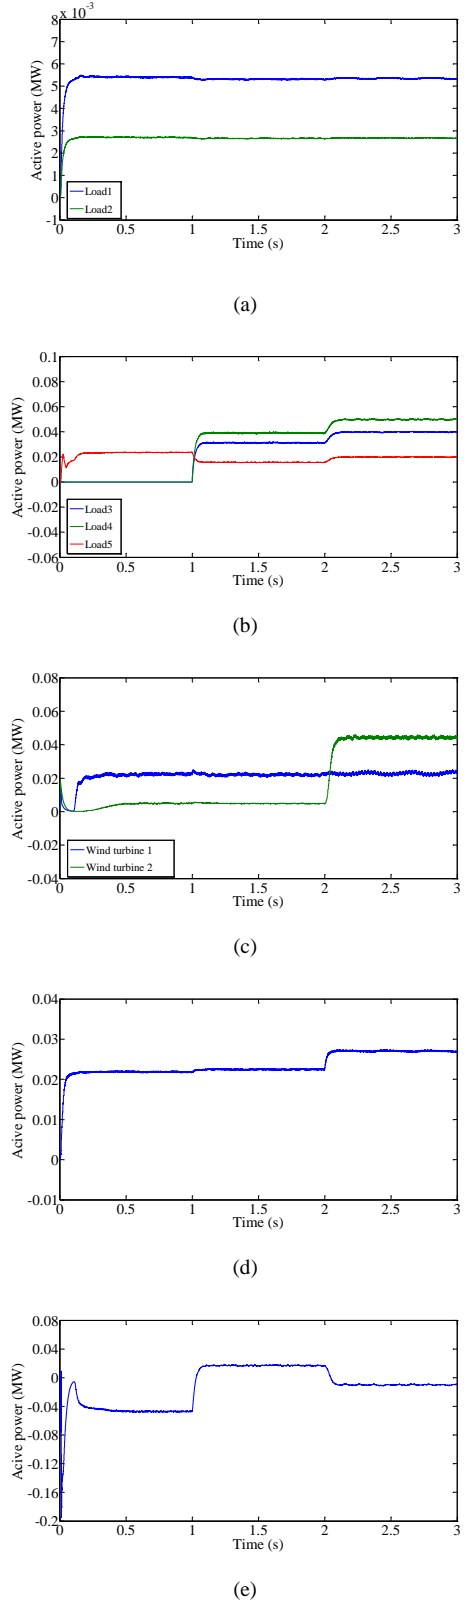 x 10⁻³
8
7
6
5
4
3
2
1
0
-1
Active power (MW)
Load1
Load2
0 0.5 1 1.5 2 2.5 3
Time (s)
(a)
0.1
0.08
0.06
0.04
0.02
0
-0.02
-0.04
-0.06
Active power (MW)
Load3
Load4
Load5
0 0.5 1 1.5 2 2.5 3
Time (s)
(b)
0.08
0.06
0.04
0.02
0
-0.02
-0.04
Active power (MW)
Wind turbine 1
Wind turbine 2
0 0.5 1 1.5 2 2.5 3
Time (s)
(c)
0.04
0.03
0.02
0.01
0
-0.01
Acive power (MW)
0 0.5 1 1.5 2 2.5 3
Time (s)
(d)
0.08
0.04
0
-0.04
-0.08
-0.12
-0.16
-0.2
Acive power (MW)
0 0.5 1 1.5 2 2.5 3
Time (s)
(e)